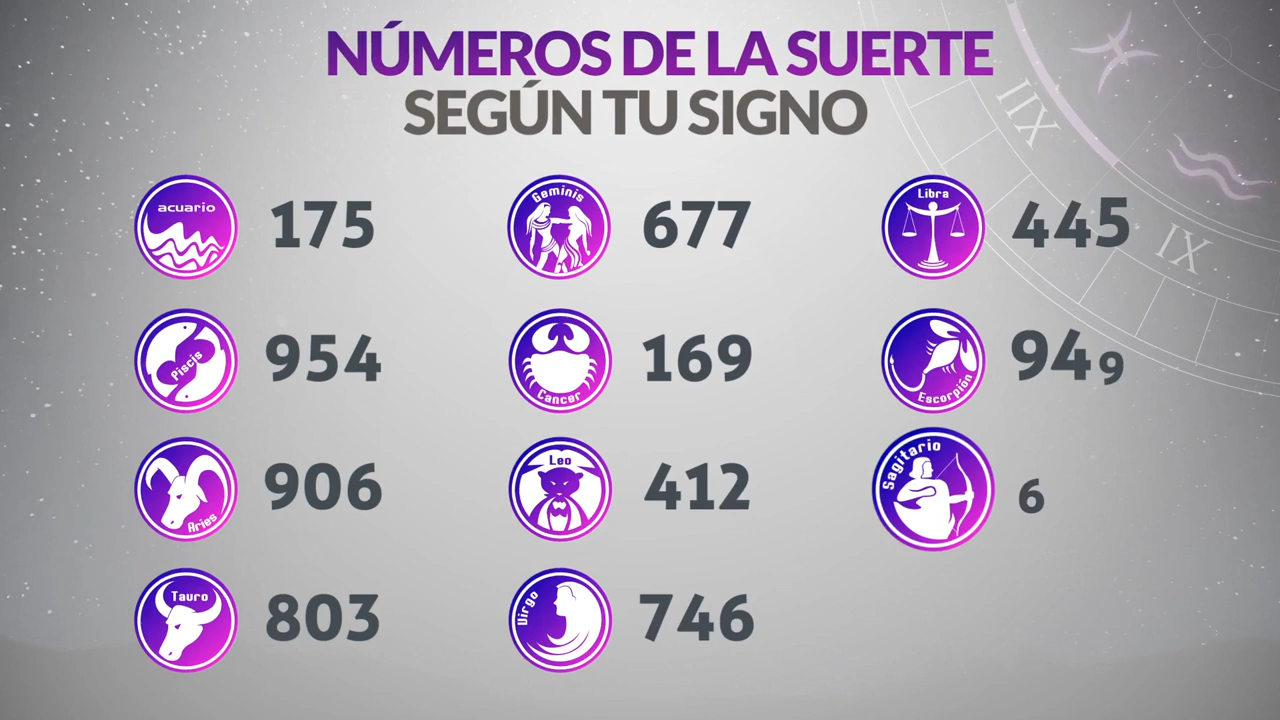 NÚMEROS DE LA SUERTE
SEGÚN TU SIGNO
acuario 175
Piscis 954
Aries 906
Tauro 803
Geminis 677
Cancer 169
Leo 412
Virgo 746
Libra 445
Escorpión 949
Sagitario 6
IIX
IX